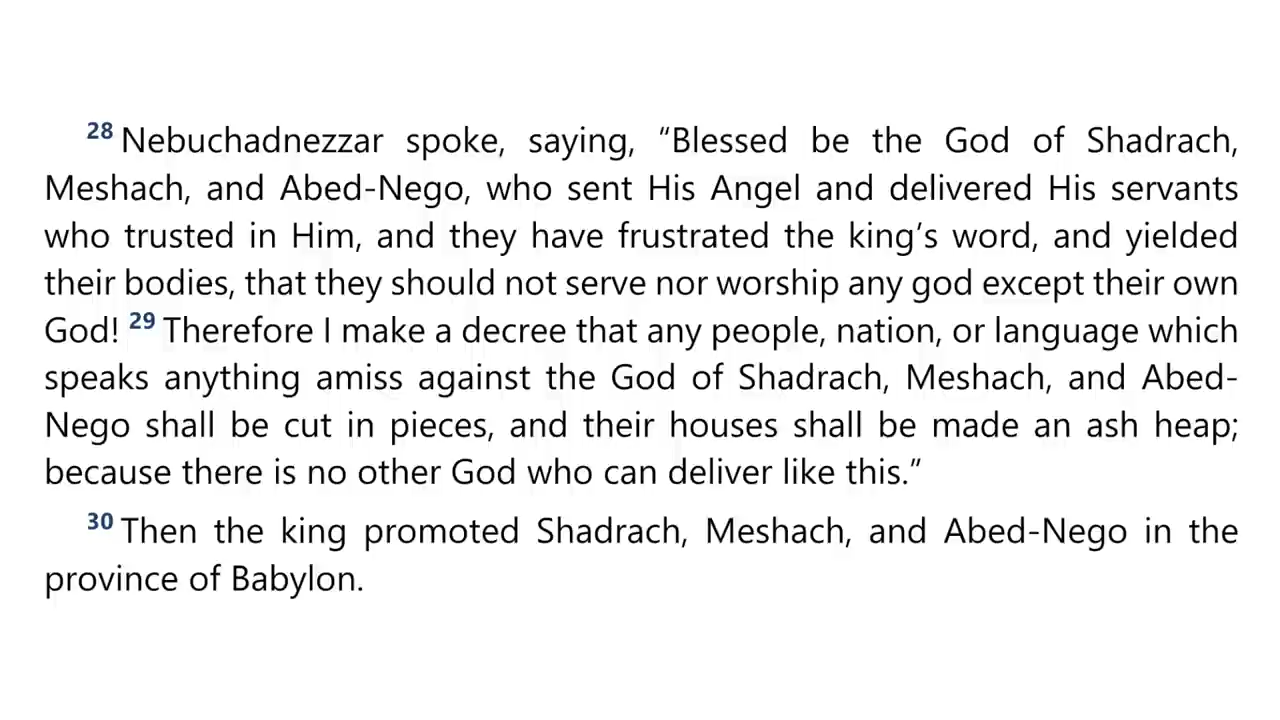 28 Nebuchadnezzar spoke, saying, “Blessed be the God of Shadrach,
Meshach, and Abed-Nego, who sent His Angel and delivered His servants
who trusted in Him, and they have frustrated the king’s word, and yielded
their bodies, that they should not serve nor worship any god except their own
God! 29 Therefore I make a decree that any people, nation, or language which
speaks anything amiss against the God of Shadrach, Meshach, and Abed-
Nego shall be cut in pieces, and their houses shall be made an ash heap;
because there is no other God who can deliver like this.”
30 Then the king promoted Shadrach, Meshach, and Abed-Nego in the
province of Babylon.